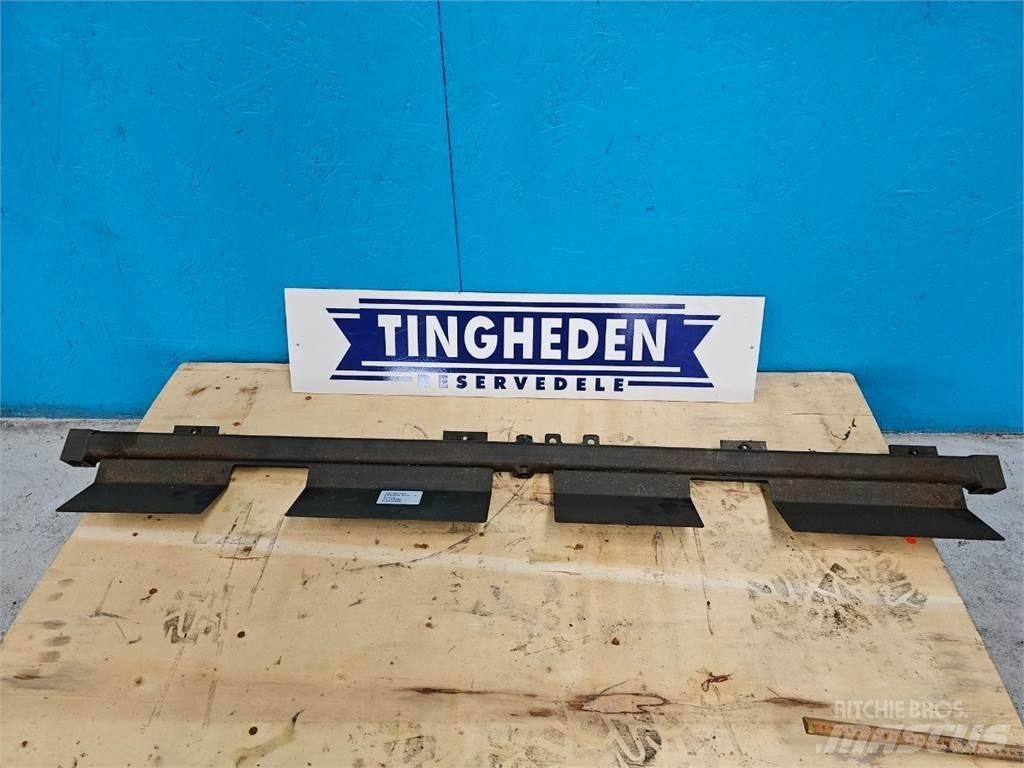 TINGHEDEN
RESERVEDELE
RITCHIE BROS.
MASCUS